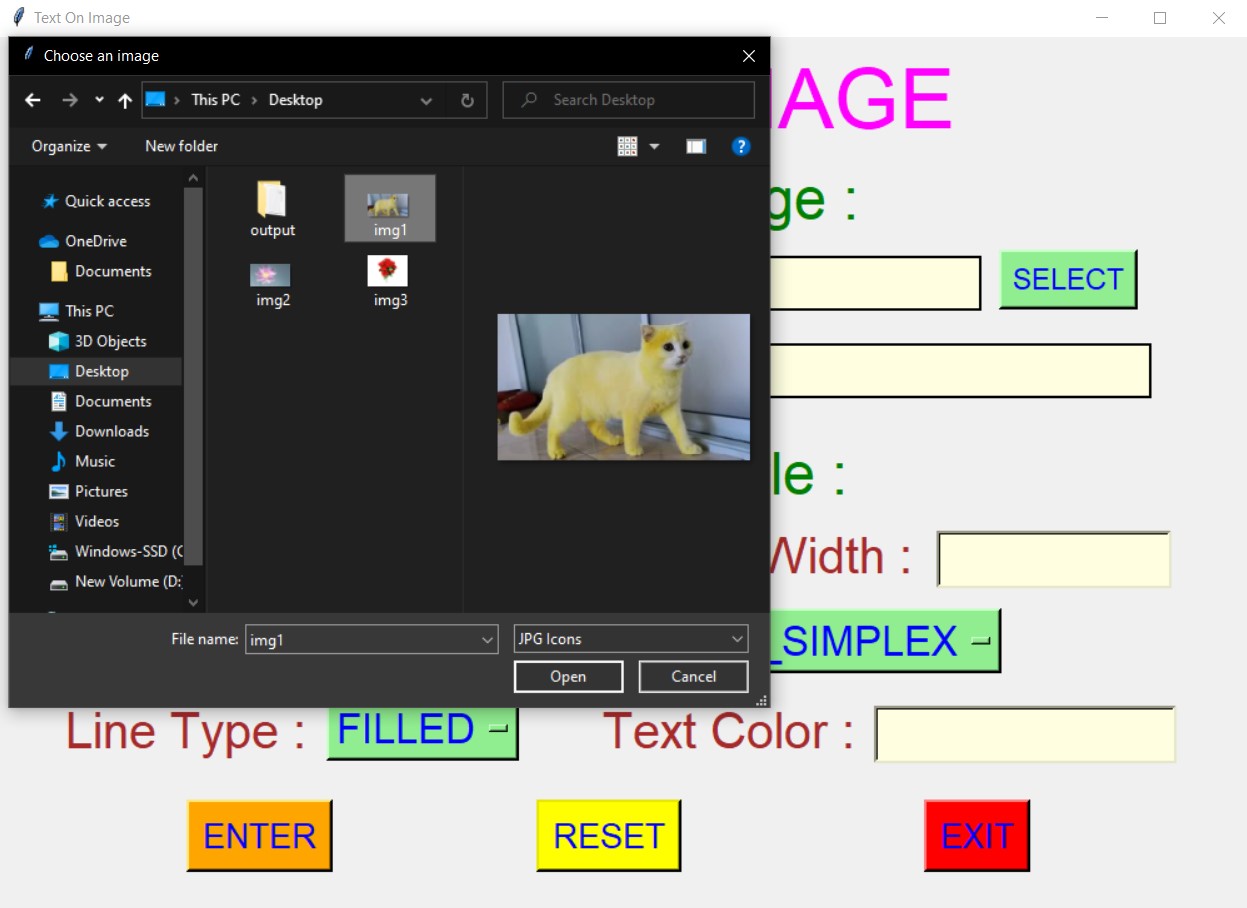 Text On Image
Choose an image
This PC > Desktop
Search Desktop
AGE
Organize
New folder
?
Quick access
output
img1
ge :
OneDrive
Documents
img2
img3
SELECT
This PC
3D Objects
Desktop
Documents
Downloads
Music
Pictures
Videos
Windows-SSD (C
New Volume (D:
le :
Width :
File name:
img1
JPG Icons
_SIMPLEX
Open
Cancel
Line Type :
FILLED
Text Color :
ENTER
RESET
EXIT